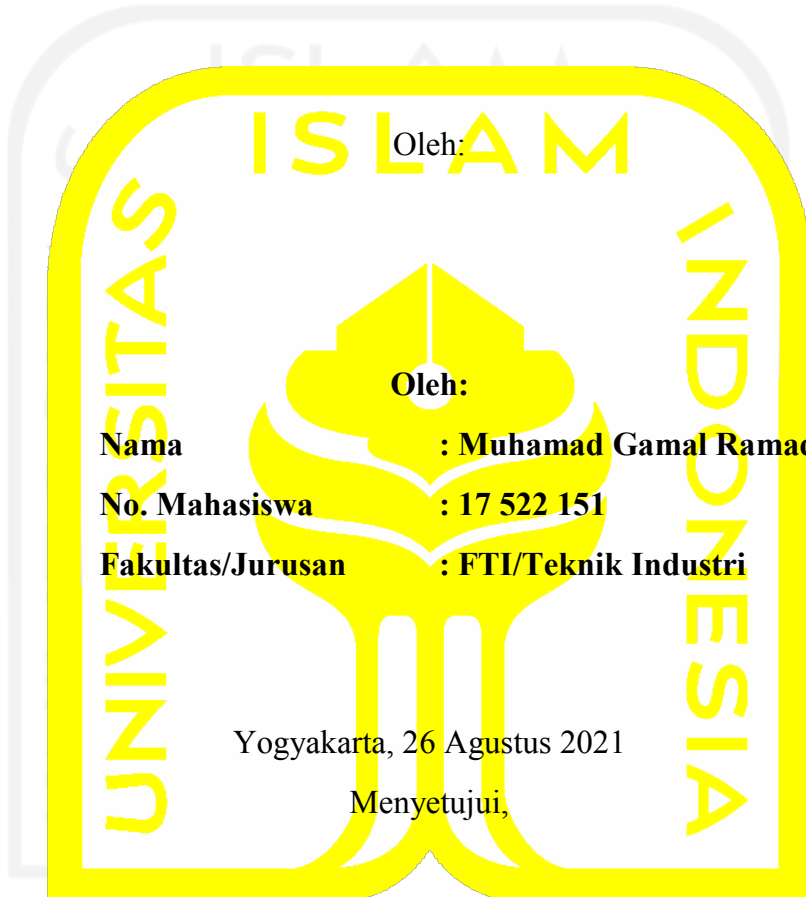 ISLAM
Oleh:
UNIVERSITAS
INDONESIA
Oleh:
Nama : Muhamad Gamal
No. Mahasiswa : 17 522 151
Fakultas/Jurusan : FTI/Teknik Industri
Yogyakarta, 26 Agustus 2021
Menyetujui,